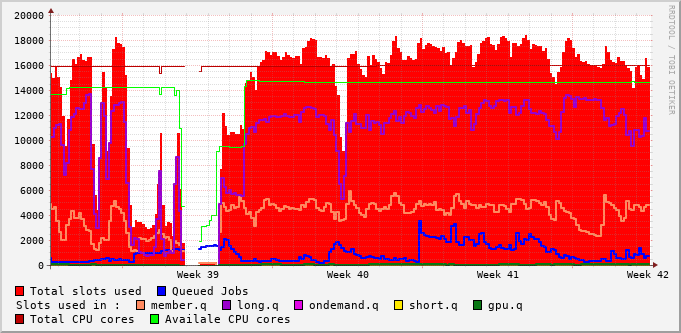 20000
18000
16000
14000
12000
10000
8000
6000
4000
2000
0
Week 39 Week 40 Week 41 Week 42
Total slots used Queued Jobs
Slots used in : member.q long.q ondemand.q short.q gpu.q
Total CPU cores Availale CPU cores
RRDTOOL / TOBI OETIKER